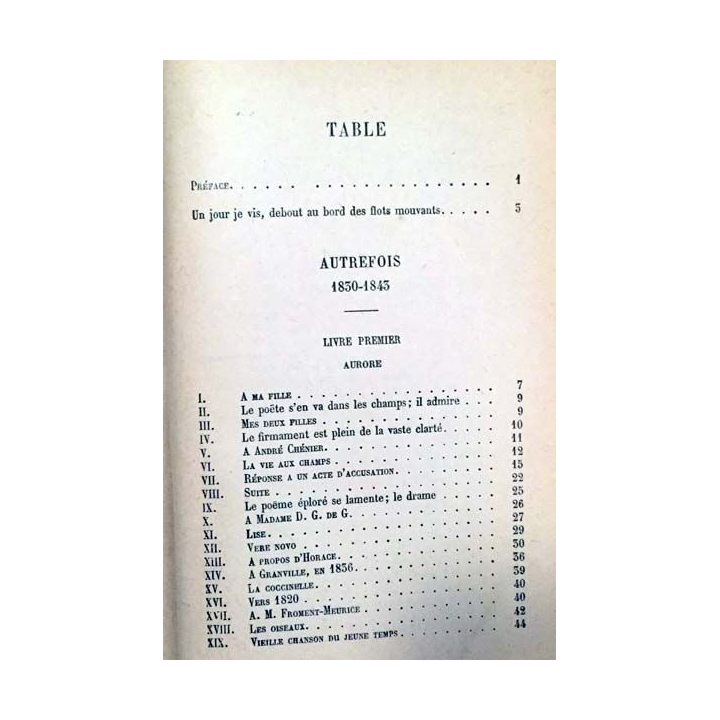 TABLE
PRÉFACE. . . . . . . . . . . . . . . . . . . . . 1
Un jour je vis, debout au bord des flots mouvants. . . . . 3
AUTREFOIS
1830-1843
LIVRE PREMIER
AURORE
I. A MA FILLE . . . . . . . . . . . . . . . . . 7
II. Le poëte s'en va dans les champs; il admire . . . . 9
III. MES DEUX FILLES . . . . . . . . . . . . . . . 9
IV. Le firmament est plein de la vaste clarté. . . . . . 10
V. A ANDRÉ CHÉNIER. . . . . . . . . . . . . . . 11
VI. LA VIE AUX CHAMPS. . . . . . . . . . . . . . 12
VII. RÉPONSE A UN ACTE D'ACCUSATION. . . . . . . . . 15
VIII. SUITE . . . . . . . . . . . . . . . . . . . 22
IX. Le poëme éploré se lamente; le drame . . . . . . 25
X. A MADAME D. G. DE G. . . . . . . . . . . . . 26
XI. LISE. . . . . . . . . . . . . . . . . . . . 27
XII. VERE NOVO . . . . . . . . . . . . . . . . . 29
XIII. A PROPOS D'HORACE. . . . . . . . . . . . . . 30
XIV. A GRANVILLE, EN 1836 . . . . . . . . . . . . . 36
XV. LA COCCINELLE . . . . . . . . . . . . . . . . 39
XVI. VERS 1820 . . . . . . . . . . . . . . . . . 40
XVII. A. M. FROMENT-MEURICE . . . . . . . . . . . . 40
XVIII. LES OISEAUX. . . . . . . . . . . . . . . . . 42
XIX. VIEILLE CHANSON DU JEUNE TEMPS . . . . . . . . . 44